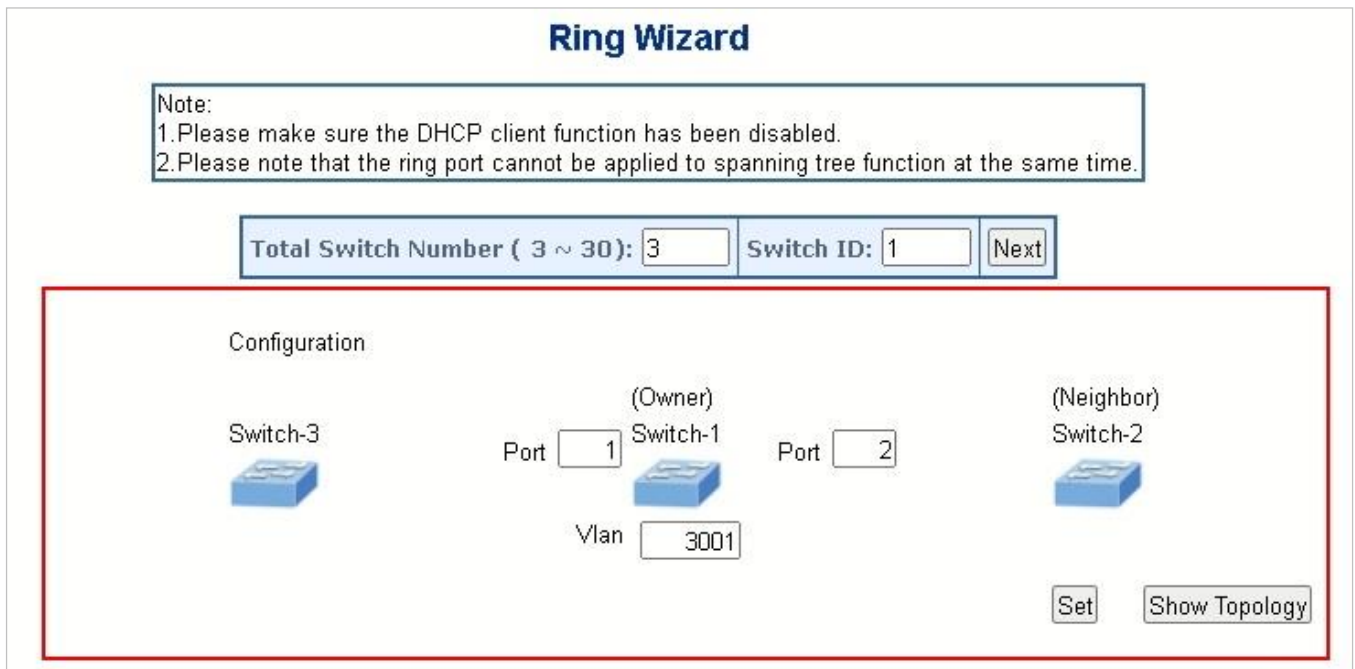 Ring Wizard
Note:
1.Please make sure the DHCP client function has been disabled.
2.Please note that the ring port cannot be applied to spanning tree function at the same time.
Total Switch Number ( 3 ~ 30): 3 Switch ID: 1 Next
Configuration
(Owner) (Neighbor)
Switch-3 Port 1 Switch-1 Port 2 Switch-2
Vlan 3001
Set Show Topology